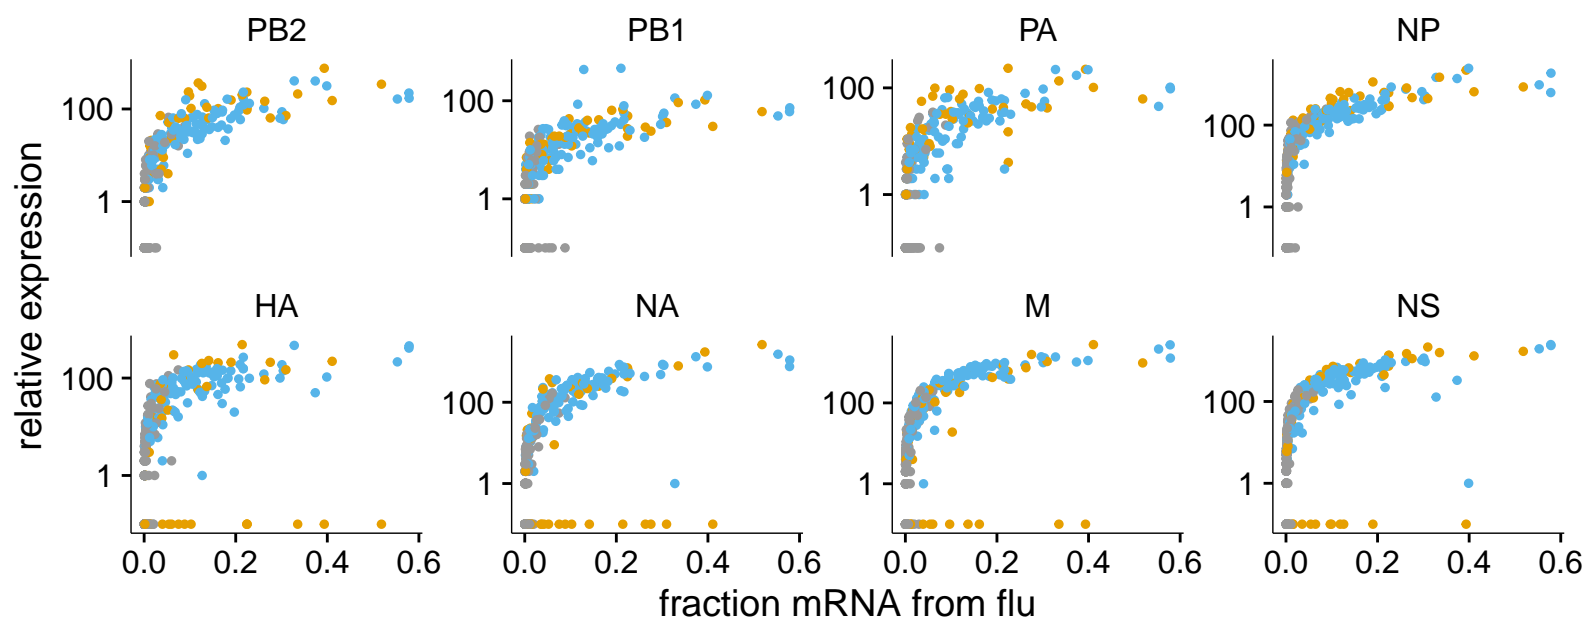 PB2 PB1 PA NP
100 100 100 100
1 1 1 1
relative expression
HA NA M NS
100 100 100 100
1 1 1 1
0.0 0.2 0.4 0.6 0.0 0.2 0.4 0.6 0.0 0.2 0.4 0.6 0.0 0.2 0.4 0.6
fraction mRNA from flu